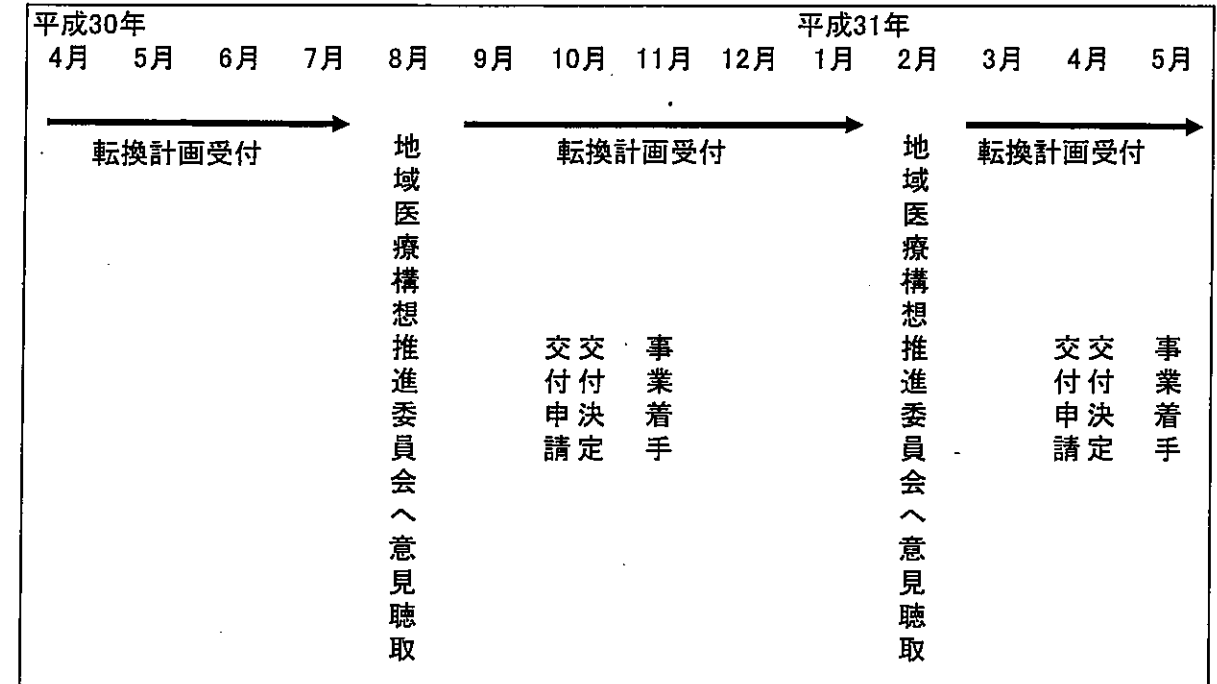 平成30年 平成31年
4月 5月 6月 7月 8月 9月 10月 11月 12月 1月 2月 3月 4月 5月
転換計画受付 転換計画受付 転換計画受付
地域医療構想推進委員会へ意見聴取
交付申請
交付決定
事業着手
地域医療構想推進委員会へ意見聴取
交付申請
交付決定
事業着手